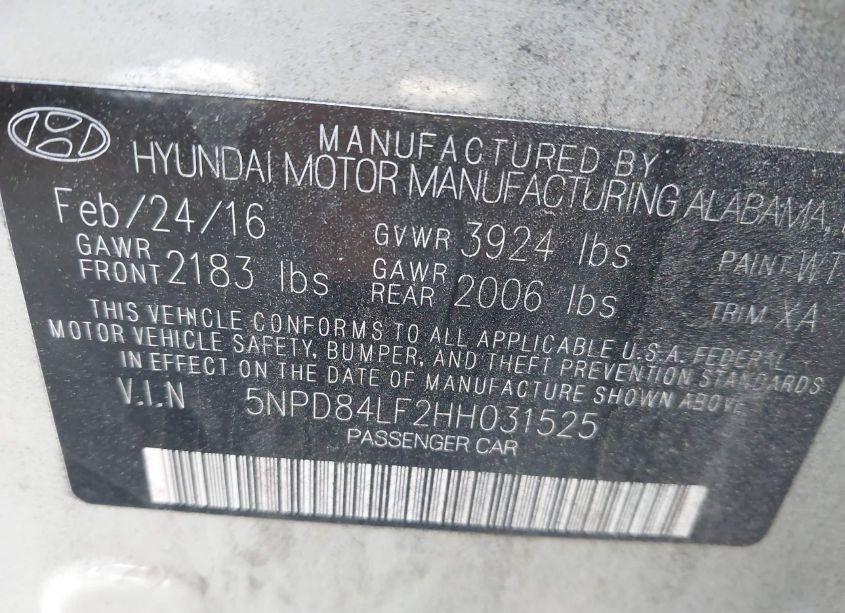 MANUFACTURED BY
HYUNDAI MOTOR MANUFACTURING ALABAMA,
Feb/24/16 GVWR 3924 lbs PAINT WT
GAWR FRONT 2183 lbs GAWR REAR 2006 lbs TRIM XA
THIS VEHICLE CONFORMS TO ALL APPLICABLE U.S.A. FEDERAL
MOTOR VEHICLE SAFETY, BUMPER, AND THEFT PREVENTION STANDARDS
IN EFFECT ON THE DATE OF MANUFACTURE SHOWN ABOVE
V.I.N 5NPD84LF2HH031525
PASSENGER CAR